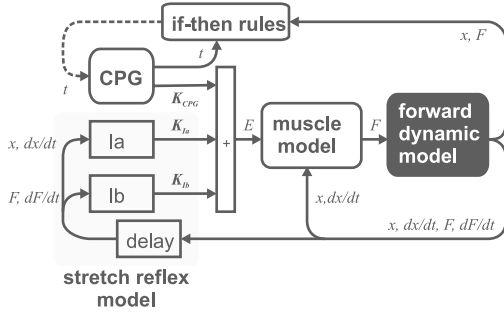 if-then rules
x, F
t
t
CPG
K_CPG
K_Ia
x, dx/dt
Ia
+
E
muscle
model
F
forward
dynamic
model
K_Ib
F, dF/dt
Ib
x,dx/dt
delay
x, dx/dt, F, dF/dt
stretch reflex
model